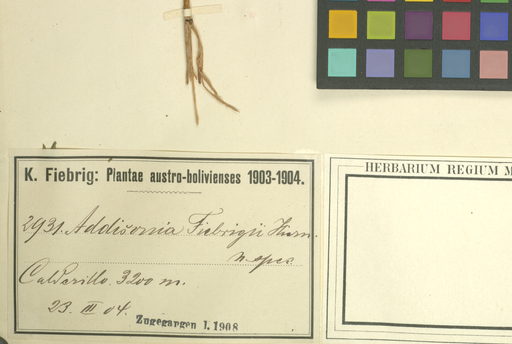 K. Fiebrig: Plantae austro-bolivienses 1903-1904.
2931. Addisonia Fiebrigii Hieron.
n. spec.
Calderillo. 3200 m.
23. III 04.
Zugegangen 1. 1908
HERBARIUM REGIUM M